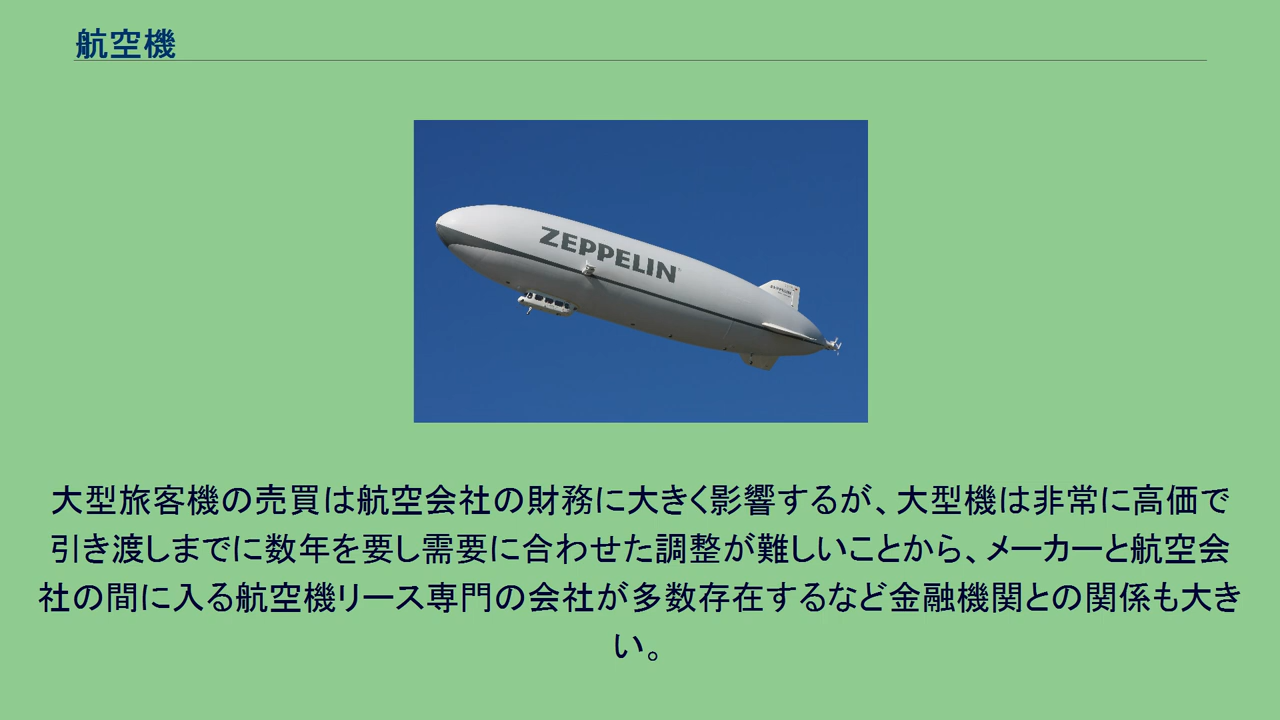 航空機
ZEPPELIN
大型旅客機の売買は航空会社の財務に大きく影響するが、大型機は非常に高価で
引き渡しまでに数年を要し需要に合わせた調整が難しいことから、メーカーと航空会
社の間に入る航空機リース専門の会社が多数存在するなど金融機関との関係も大き
い。